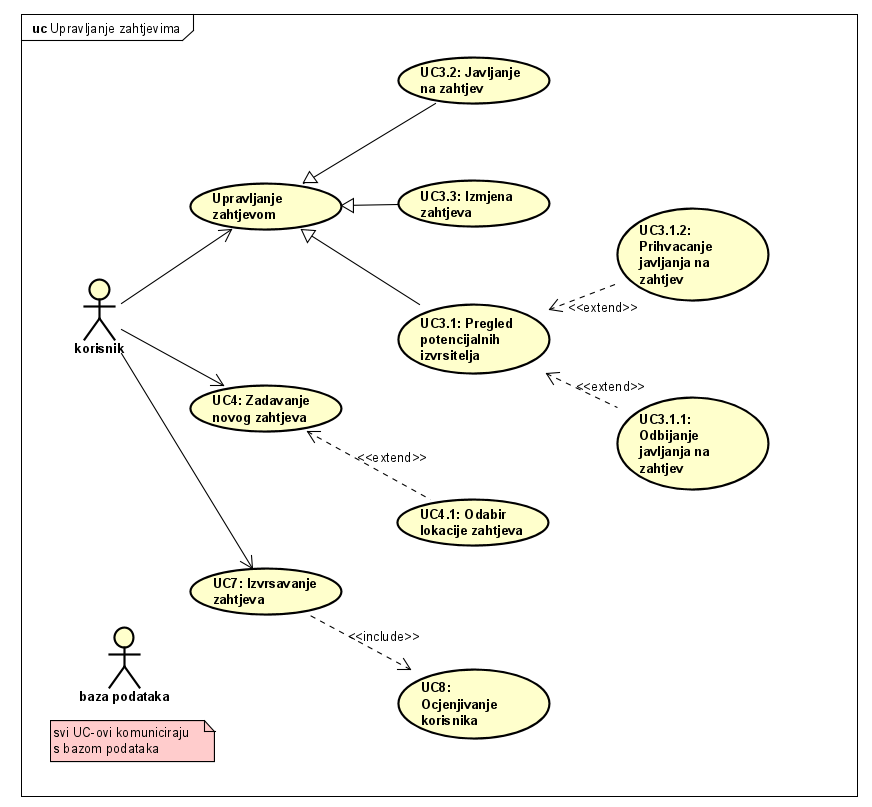 uc Upravljanje zahtjevima
UC3.2: Javljanje
na zahtjev
Upravljanje
zahtjevom
UC3.3: Izmjena
zahtjeva
UC3.1.2:
Prihvacanje
javljanja na
zahtjev
<<extend>>
UC3.1: Pregled
potencijalnih
izvrsitelja
korisnik
<<extend>>
UC4: Zadavanje
novog zahtjeva
UC3.1.1:
Odbijanje
javljanja na
zahtjev
<<extend>>
UC4.1: Odabir
lokacije zahtjeva
UC7: Izvrsavanje
zahtjeva
<<include>>
UC8:
Ocjenjivanje
korisnika
baza podataka
svi UC-ovi komuniciraju
s bazom podataka